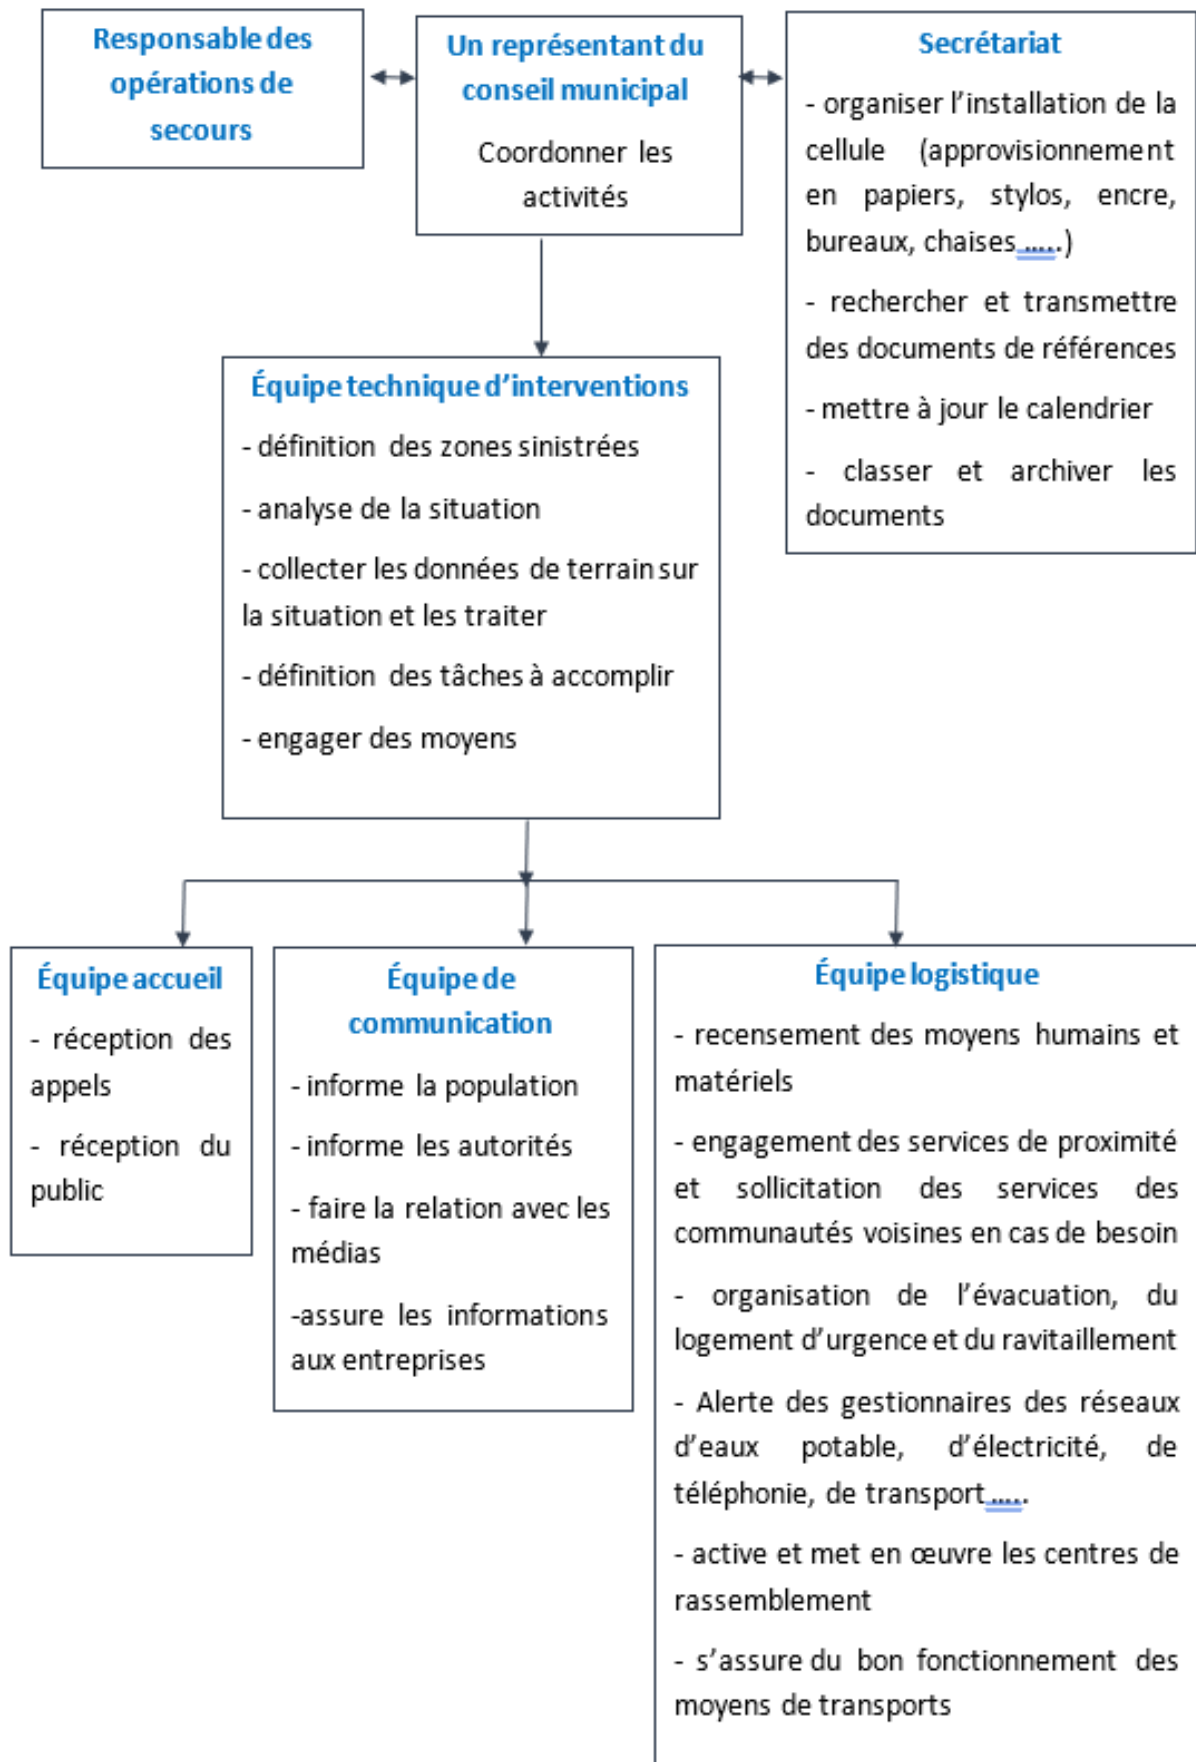 Responsable des
opérations de
secours
Un représentant du
conseil municipal
Coordonner les
activités
Secrétariat
- organiser l’installation de la
cellule (approvisionnement
en papiers, stylos, encre,
bureaux, chaises …..)
- rechercher et transmettre
des documents de références
- mettre à jour le calendrier
- classer et archiver les
documents
Équipe technique d’interventions
- définition des zones sinistrées
- analyse de la situation
- collecter les données de terrain sur
la situation et les traiter
- définition des tâches à accomplir
- engager des moyens
Équipe accueil
- réception des
appels
- réception du
public
Équipe de
communication
- informe la population
- informe les autorités
- faire la relation avec les
médias
-assure les informations
aux entreprises
Équipe logistique
- recensement des moyens humains et
matériels
- engagement des services de proximité
et sollicitation des services des
communautés voisines en cas de besoin
- organisation de l’évacuation, du
logement d’urgence et du ravitaillement
- Alerte des gestionnaires des réseaux
d’eaux potable, d’électricité, de
téléphonie, de transport…..
- active et met en œuvre les centres de
rassemblement
- s’assure du bon fonctionnement des
moyens de transports